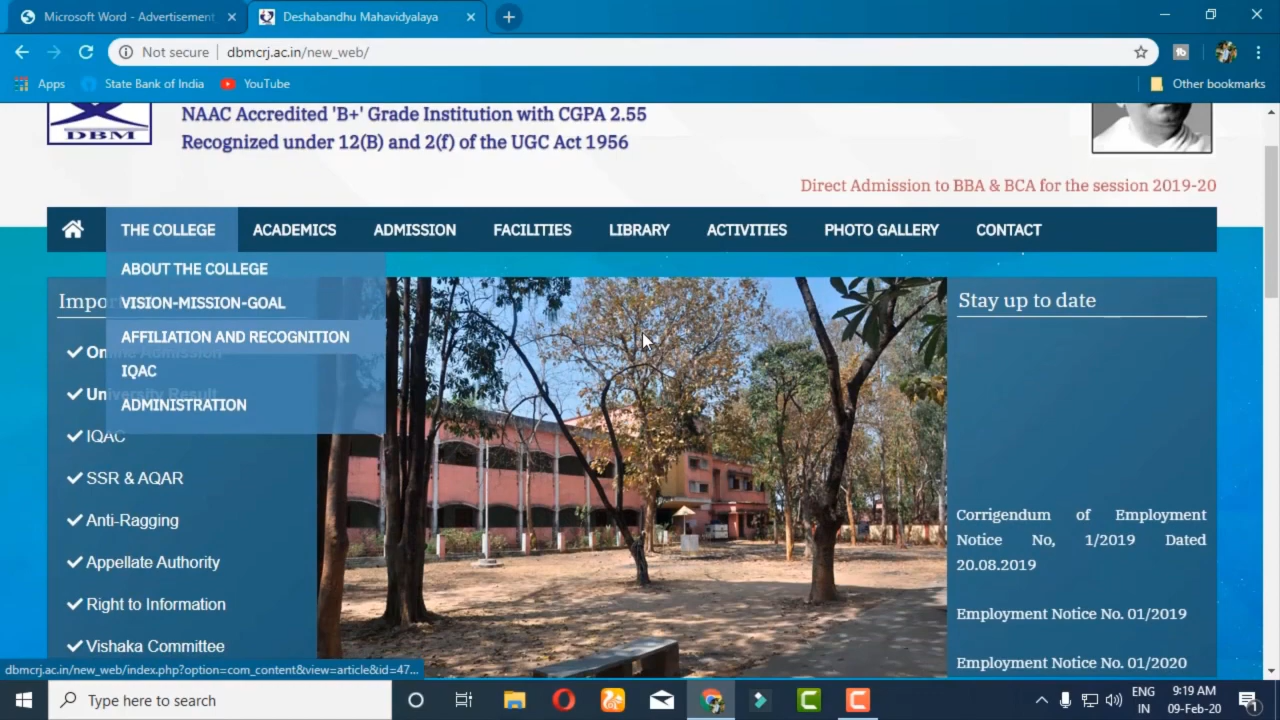 Microsoft Word - Advertisement
Deshabandhu Mahavidyalaya
Not secure
dbmcrj.ac.in/new_web/
Apps
State Bank of India
YouTube
Other bookmarks
DBM
NAAC Accredited 'B+' Grade Institution with CGPA 2.55
Recognized under 12(B) and 2(f) of the UGC Act 1956
Direct Admission to BBA & BCA for the session 2019-20
THE COLLEGE
ACADEMICS
ADMISSION
FACILITIES
LIBRARY
ACTIVITIES
PHOTO GALLERY
CONTACT
ABOUT THE COLLEGE
VISION-MISSION-GOAL
AFFILIATION AND RECOGNITION
IQAC
ADMINISTRATION
Online Admission
University Result
IQAC
SSR & AQAR
Anti-Ragging
Appellate Authority
Right to Information
Vishaka Committee
Stay up to date
Corrigendum of Employment
Notice No, 1/2019 Dated
20.08.2019
Employment Notice No. 01/2019
Employment Notice No. 01/2020
dbmcrj.ac.in/new_web/index.php?option=com_content&view=article&id=47...
Type here to search
ENG
IN
9:19 AM
09-Feb-20
1